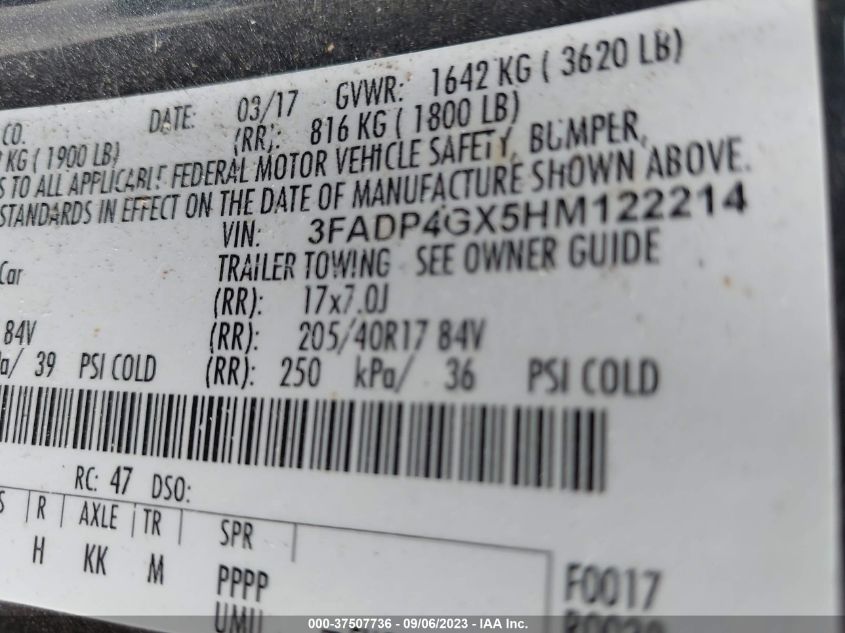 CO. DATE: 03/17 GVWR: 1642 KG ( 3620 LB)
KG ( 1900 LB) (RR): 816 KG ( 1800 LB)
TO ALL APPLICABLE FEDERAL MOTOR VEHICLE SAFETY, BUMPER,
STANDARDS IN EFFECT ON THE DATE OF MANUFACTURE SHOWN ABOVE.
VIN: 3FADP4GX5HM122214
Car TRAILER TOWING - SEE OWNER GUIDE
(RR): 17x7.0J
84V (RR): 205/40R17 84V
/ 39 PSI COLD (RR): 250 kPa/ 36 PSI COLD
RC: 47 DSO:
S | R | AXLE | TR | SPR
H KK M PPPP F0017
000-37507736 - 09/06/2023 - IAA Inc.